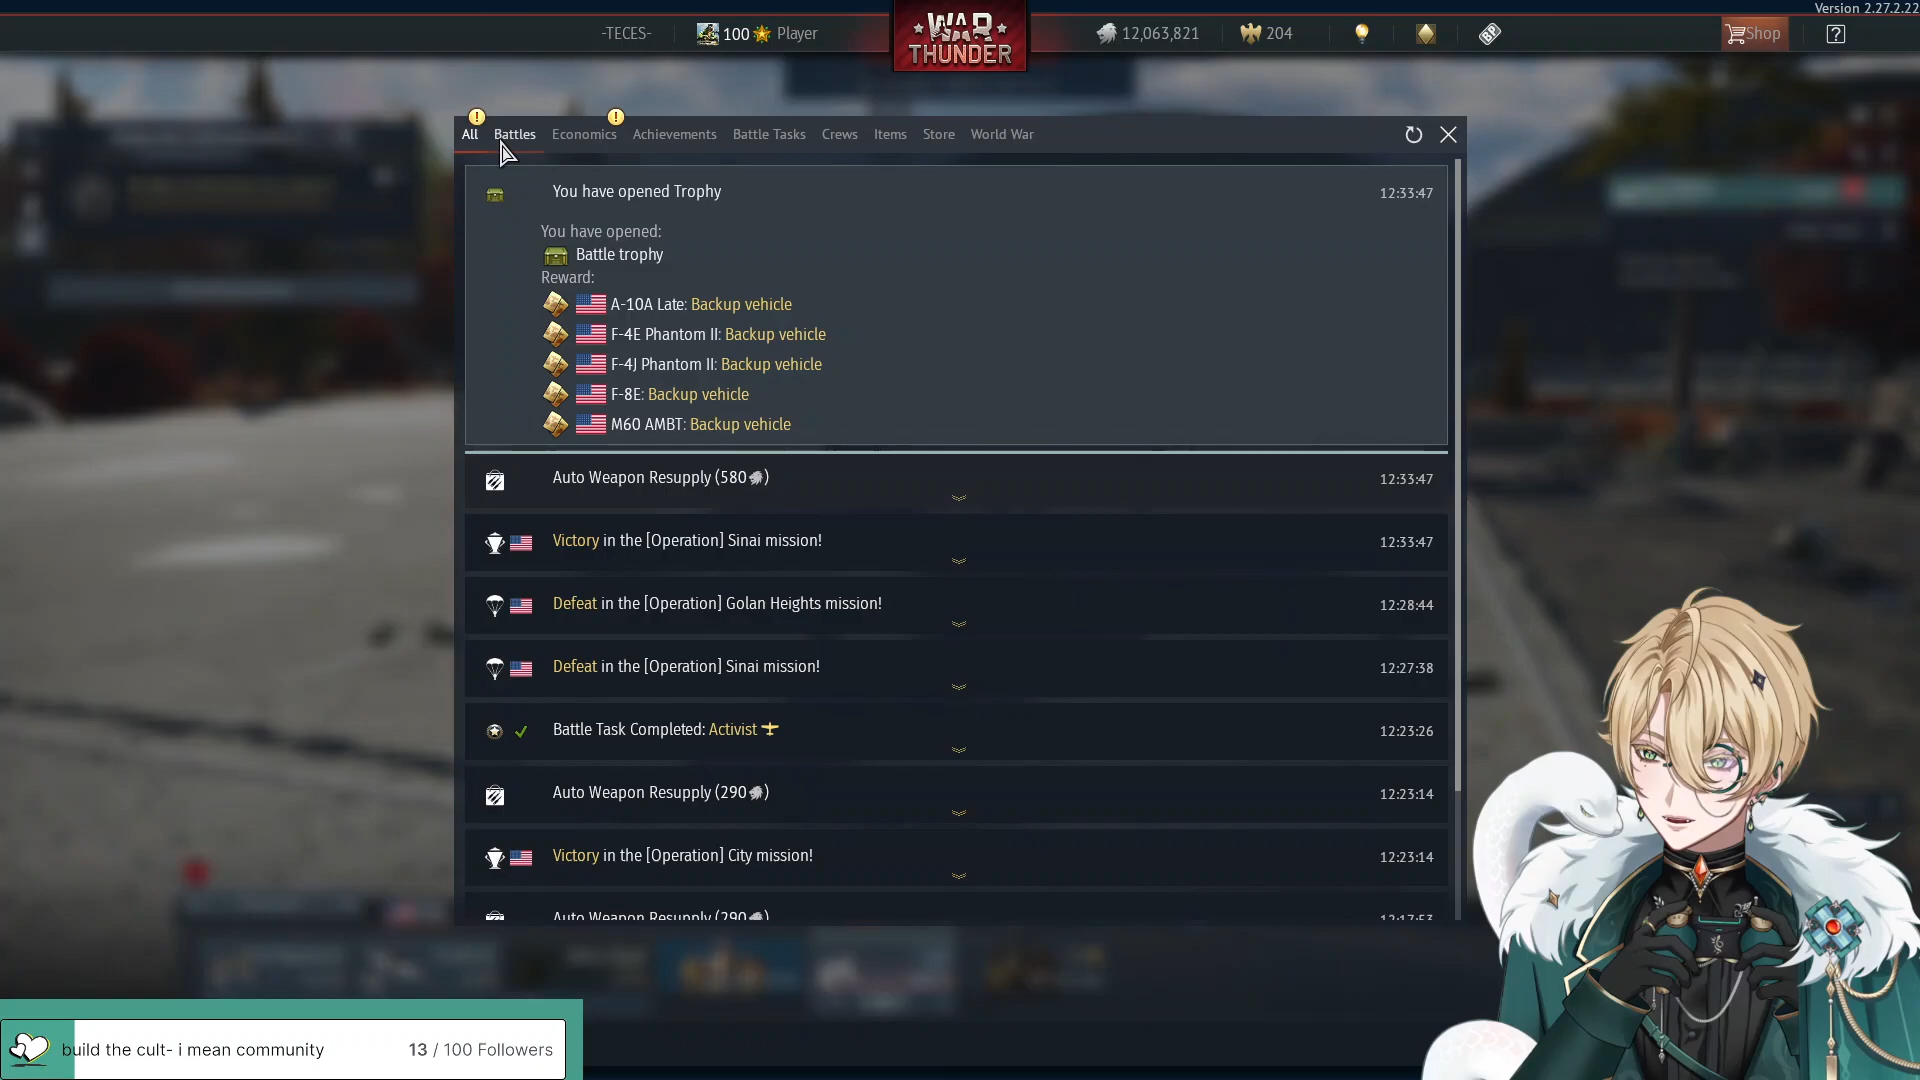 Version 2.27.2.22
-TECES-
100 Player
WAR THUNDER
12,063,821
204
BP
Shop
?
All Battles Economics Achievements Battle Tasks Crews Items Store World War
You have opened Trophy 12:33:47
You have opened:
Battle trophy
Reward:
A-10A Late: Backup vehicle
F-4E Phantom II: Backup vehicle
F-4J Phantom II: Backup vehicle
F-8E: Backup vehicle
M60 AMBT: Backup vehicle
Auto Weapon Resupply (580) 12:33:47
Victory in the [Operation] Sinai mission! 12:33:47
Defeat in the [Operation] Golan Heights mission! 12:28:44
Defeat in the [Operation] Sinai mission! 12:27:38
Battle Task Completed: Activist 12:23:26
Auto Weapon Resupply (290) 12:23:14
Victory in the [Operation] City mission! 12:23:14
Auto Weapon Resupply (290) 12:17:53
build the cult- i mean community 13 / 100 Followers